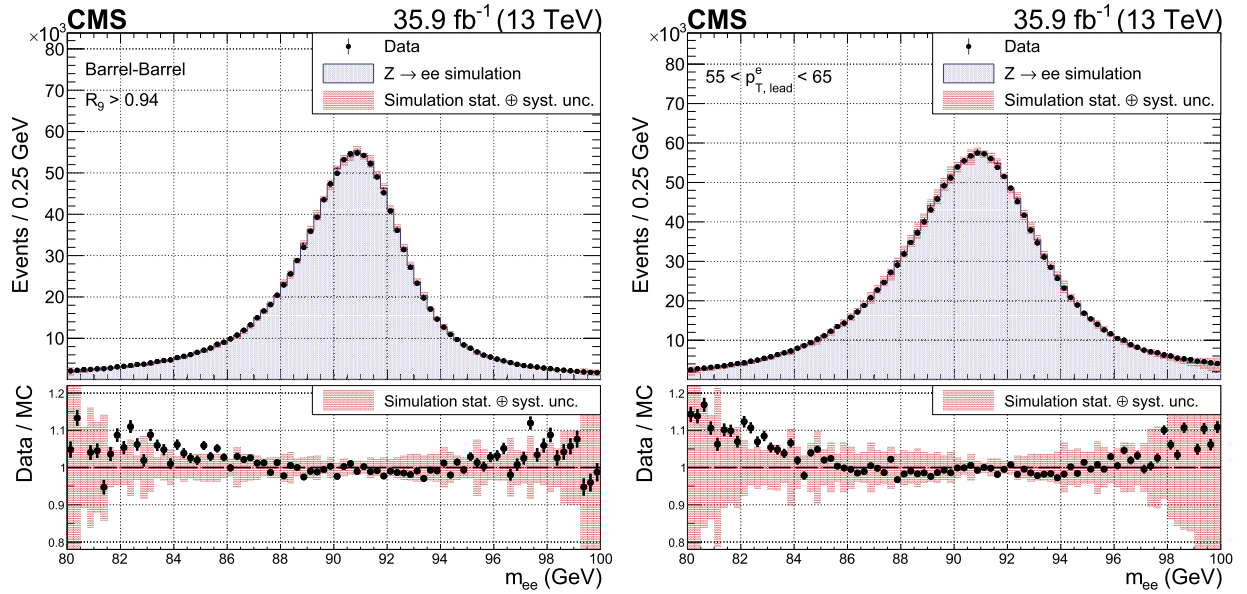 CMS 35.9 fb⁻¹ (13 TeV)
×10³
80
70
60
50
40
30
20
10
Events / 0.25 GeV
Barrel-Barrel
R₉ > 0.94
Data
Z → ee simulation
Simulation stat. ⊕ syst. unc.
1.2
1.1
1
0.9
0.8
Data / MC
Simulation stat. ⊕ syst. unc.
80 82 84 86 88 90 92 94 96 98 100
mₑₑ (GeV)
CMS 35.9 fb⁻¹ (13 TeV)
×10³
80
70
60
50
40
30
20
10
Events / 0.25 GeV
55 < pᵉ_T, lead < 65
Data
Z → ee simulation
Simulation stat. ⊕ syst. unc.
1.2
1.1
1
0.9
0.8
Data / MC
Simulation stat. ⊕ syst. unc.
80 82 84 86 88 90 92 94 96 98 100
mₑₑ (GeV)